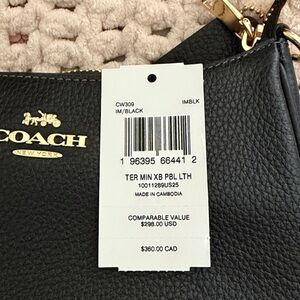 CW309 IMBLK
IM/BLACK
1 96395 66441 2
TER MIN XB PBL LTH
10011289US25
MADE IN CAMBODIA
COMPARABLE VALUE
$298.00 USD
$360.00 CAD
COACH
NEW YORK